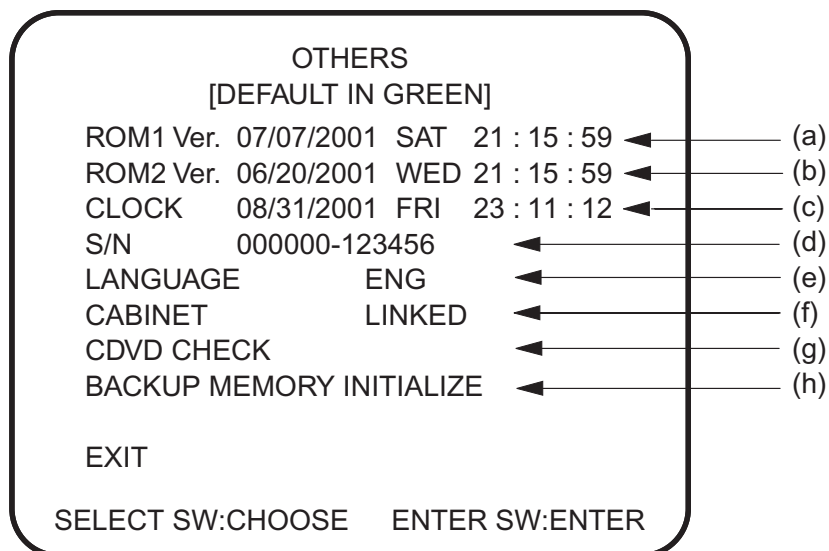 OTHERS
[DEFAULT IN GREEN]
ROM1 Ver. 07/07/2001 SAT 21 : 15 : 59 (a)
ROM2 Ver. 06/20/2001 WED 21 : 15 : 59 (b)
CLOCK 08/31/2001 FRI 23 : 11 : 12 (c)
S/N 000000-123456 (d)
LANGUAGE ENG (e)
CABINET LINKED (f)
CDVD CHECK (g)
BACKUP MEMORY INITIALIZE (h)
EXIT
SELECT SW:CHOOSE ENTER SW:ENTER